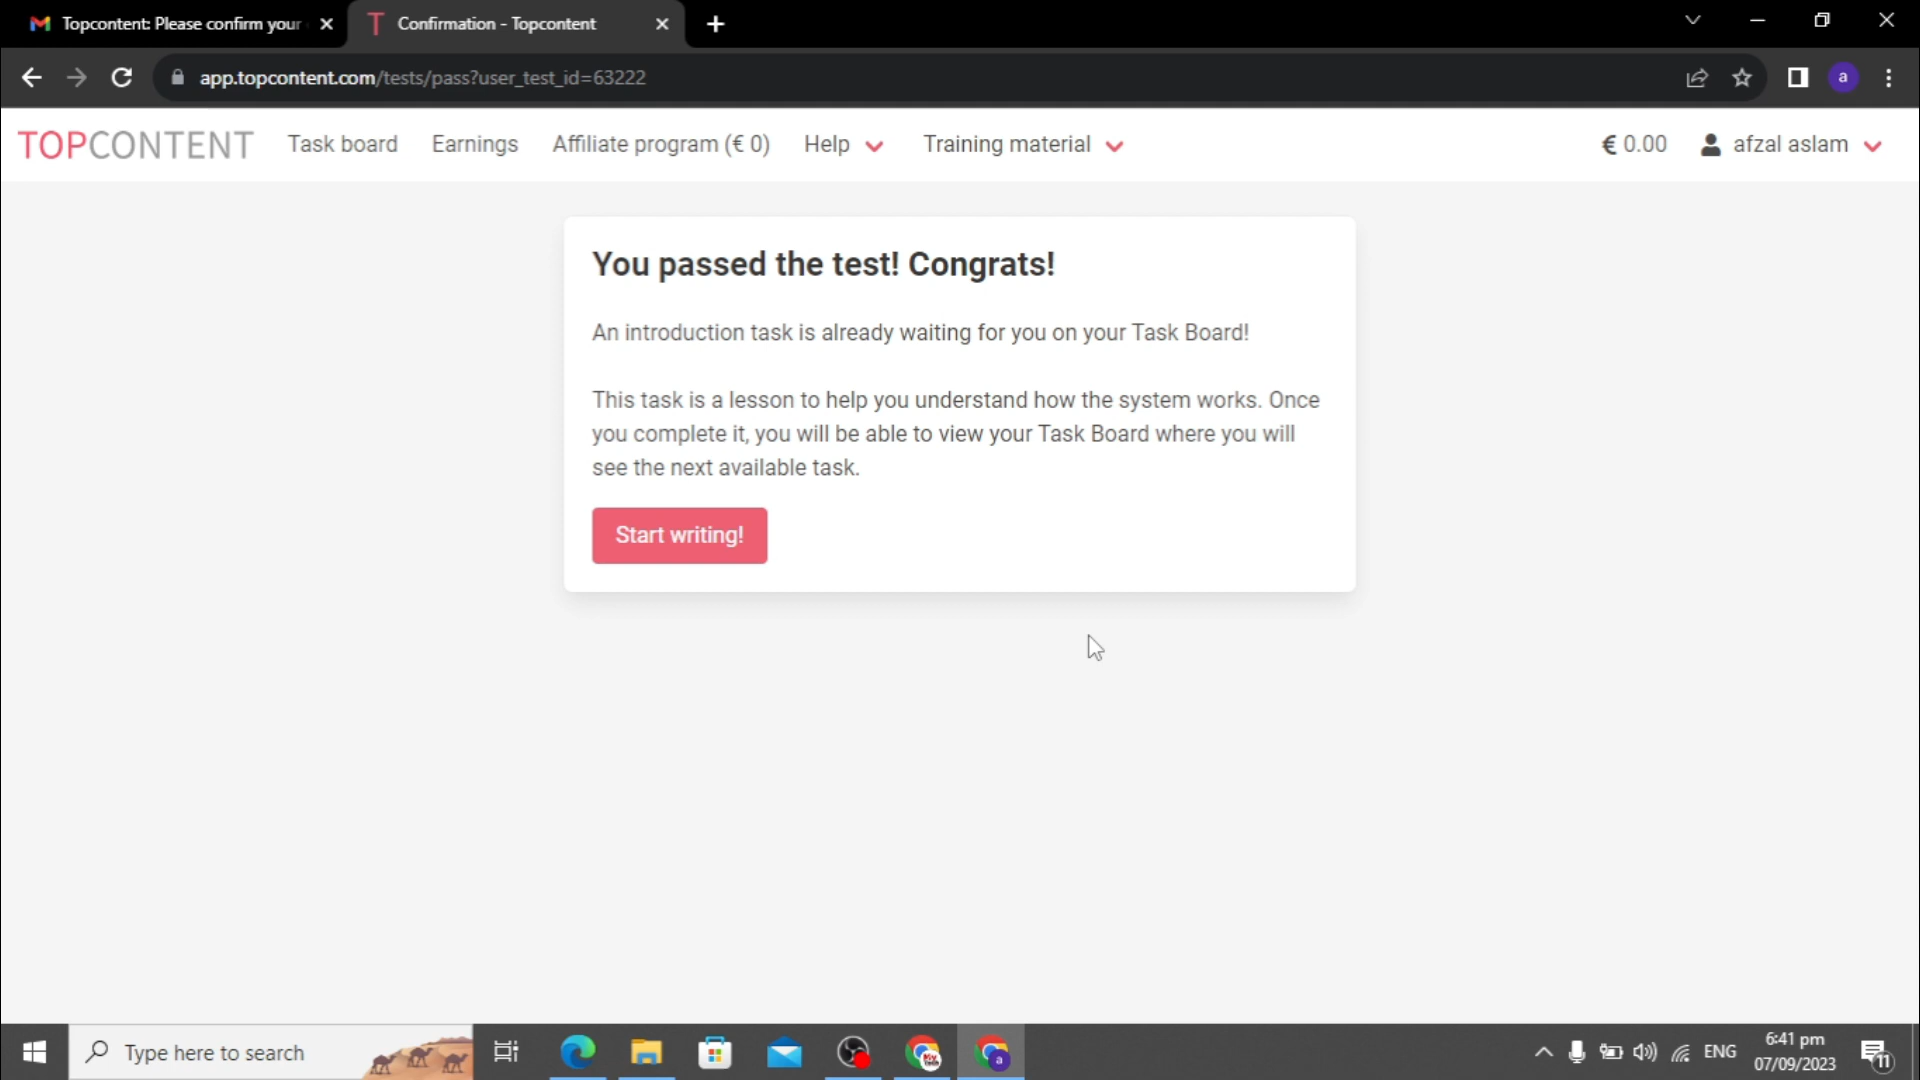 Topcontent: Please confirm your
Confirmation - Topcontent
app.topcontent.com/tests/pass?user_test_id=63222
a
TOPCONTENT
Task board
Earnings
Affiliate program (€ 0)
Help
Training material
€ 0.00
afzal aslam
You passed the test! Congrats!
An introduction task is already waiting for you on your Task Board!
This task is a lesson to help you understand how the system works. Once
you complete it, you will be able to view your Task Board where you will
see the next available task.
Start writing!
Type here to search
a
ENG
6:41 pm
07/09/2023
11